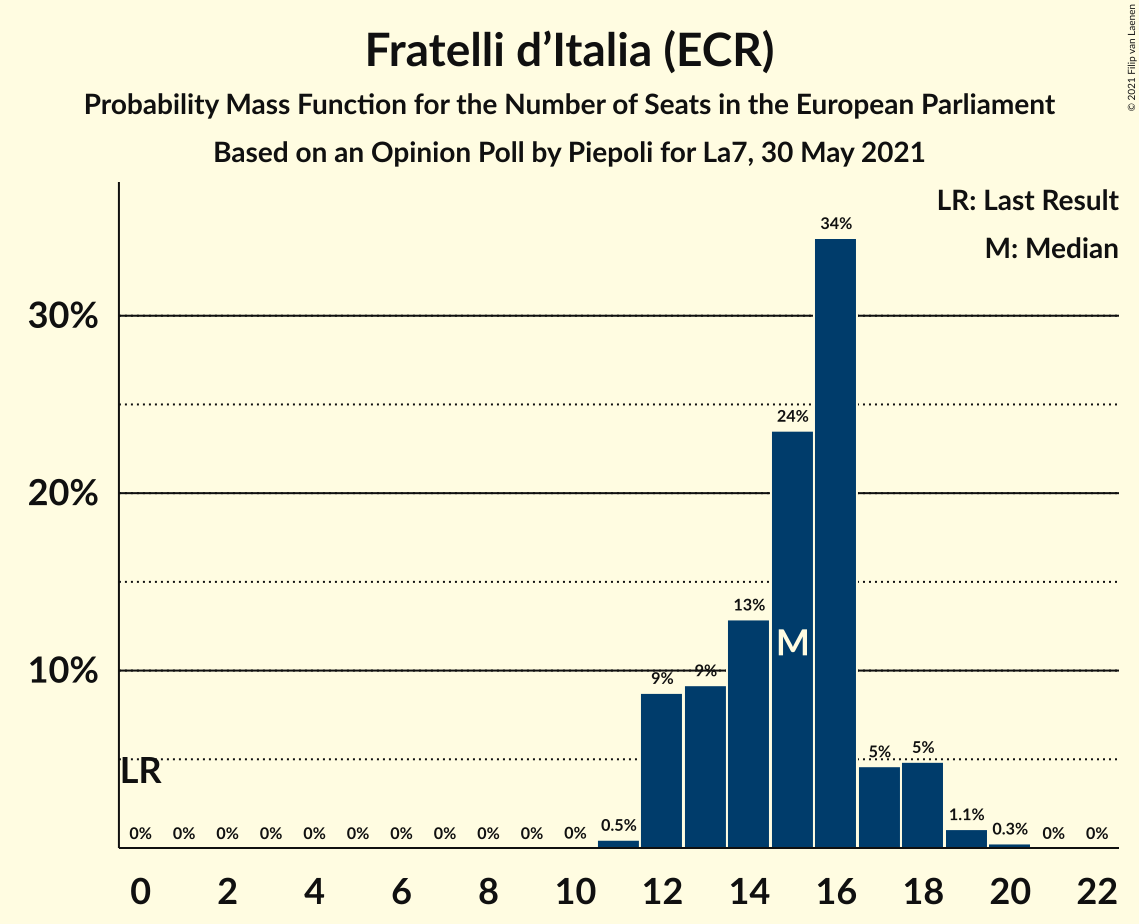 Fratelli d’Italia (ECR)
Probability Mass Function for the Number of Seats in the European Parliament
Based on an Opinion Poll by Piepoli for La7, 30 May 2021
© 2021 Filip van Laenen
LR: Last Result
M: Median
34%
30%
24%
20%
13%
M
10%
9%
9%
5%
5%
LR
1.1%
0.5%
0.3%
0% 0% 0% 0% 0% 0% 0% 0% 0% 0% 0% 0% 0%
0 2 4 6 8 10 12 14 16 18 20 22